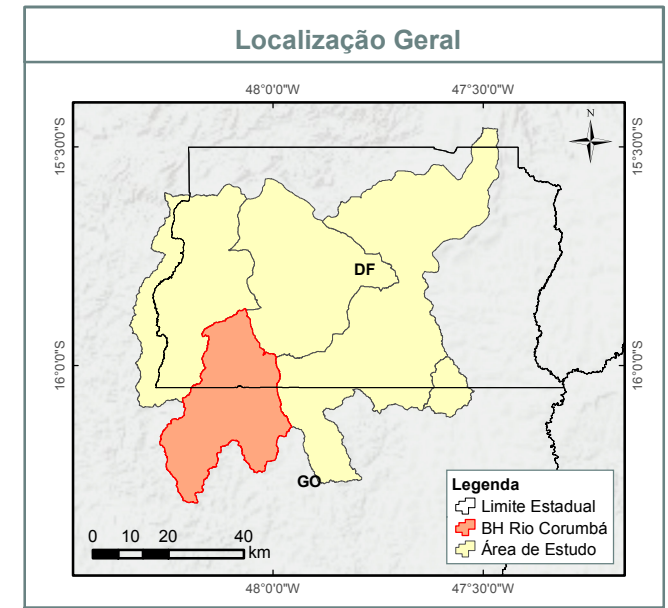 Localização Geral
48°0'0"W
47°30'0"W
N
15°30'0"S
15°30'0"S
DF
16°0'0"S
16°0'0"S
GO
Legenda
Limite Estadual
BH Rio Corumbá
Área de Estudo
0 10 20 40
km
48°0'0"W
47°30'0"W